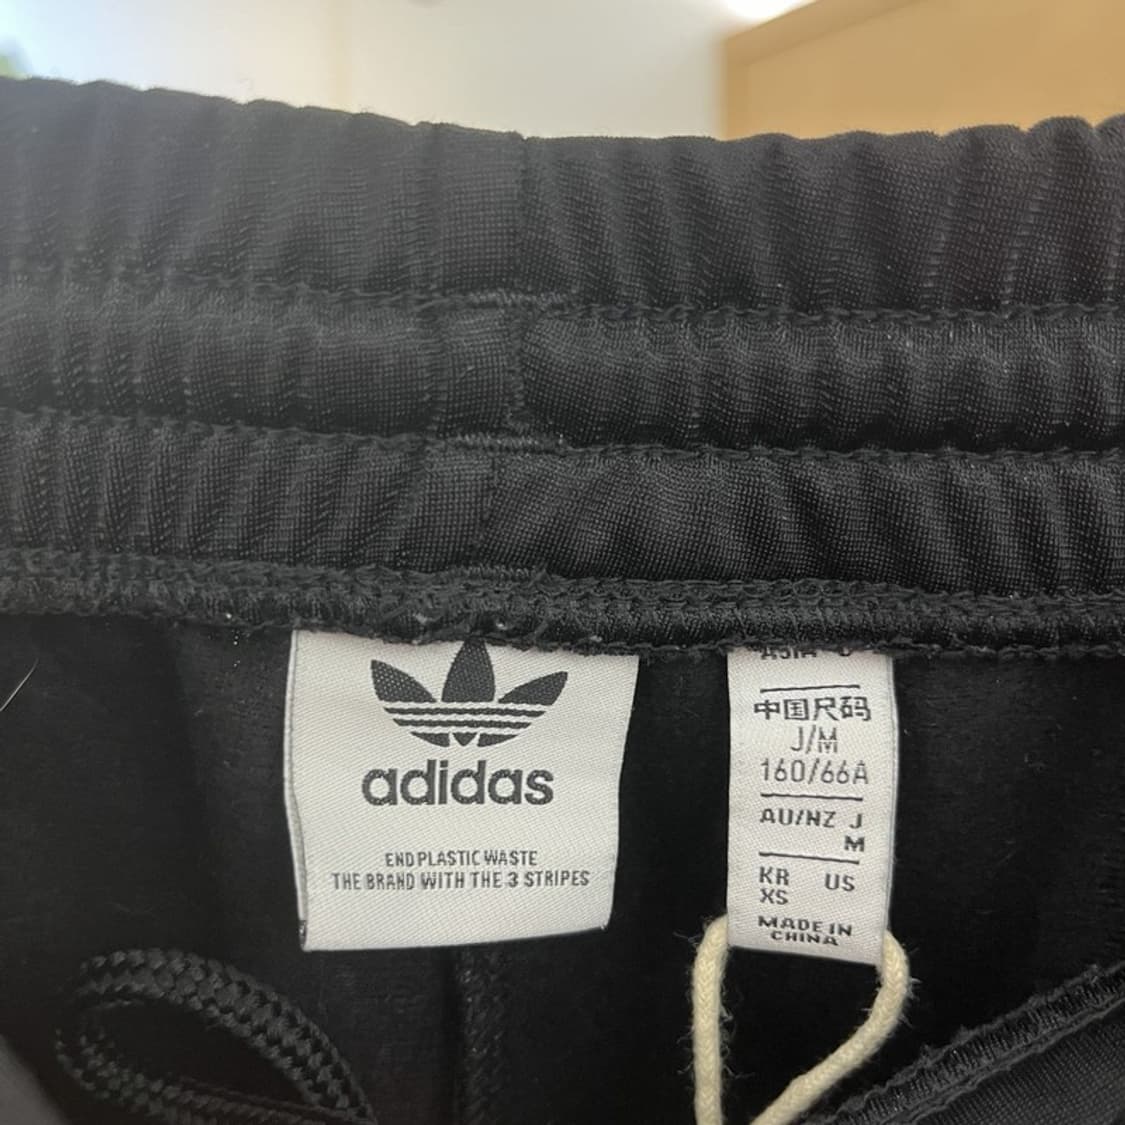 adidas
END PLASTIC WASTE
THE BRAND WITH THE 3 STRIPES
中国尺码
J/M
160/66A
AU/NZ J
M
KR US
XS
MADE IN
CHINA